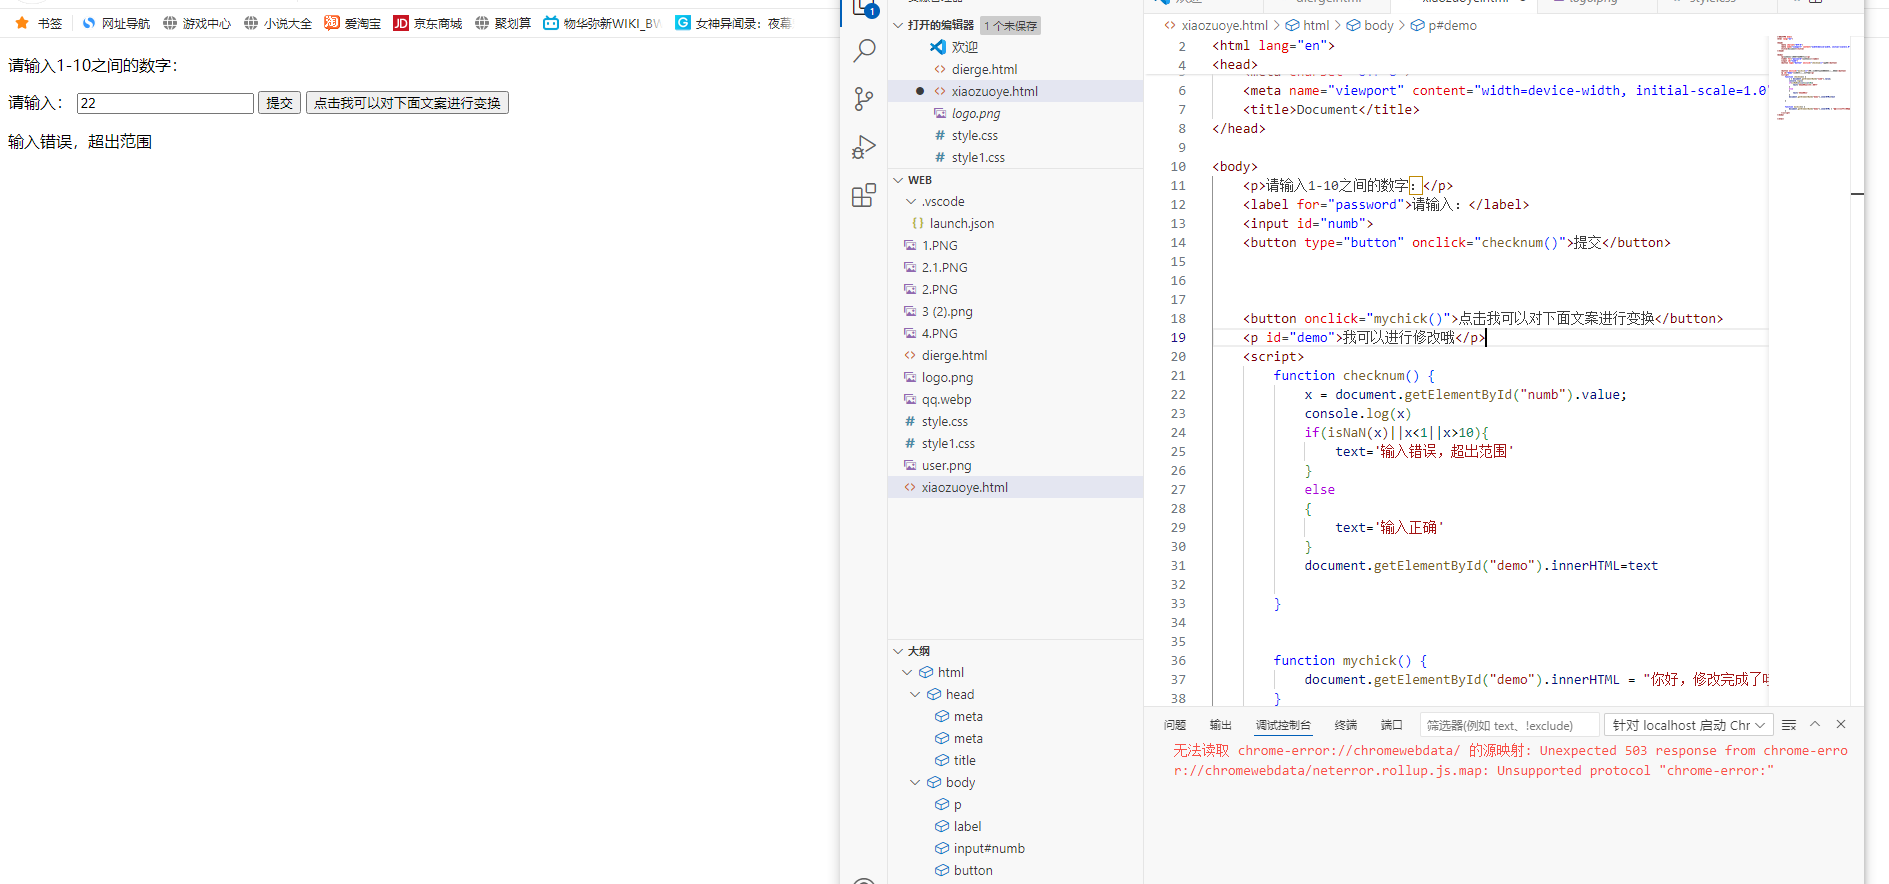 书签 网址导航 游戏中心 小说大全 爱淘宝 京东商城 聚划算 物华弥新WIKI_BW 女神异闻录：夜幕
请输入1-10之间的数字：
请输入： 22 提交 点击我可以对下面文案进行变换
输入错误，超出范围
1
打开的编辑器 1 个未保存
欢迎
dierge.html
xiaozuoye.html
logo.png
style.css
style1.css
WEB
.vscode
launch.json
1.PNG
2.1.PNG
2.PNG
3 (2).png
4.PNG
dierge.html
logo.png
qq.webp
style.css
style1.css
user.png
xiaozuoye.html
大纲
html
head
meta
meta
title
body
p
label
input#numb
button
xiaozuoye.html > html > body > p#demo
2 <html lang="en">
4 <head>
6 <meta name="viewport" content="width=device-width, initial-scale=1.0"
7 <title>Document</title>
8 </head>
9
10 <body>
11 <p>请输入1-10之间的数字：</p>
12 <label for="password">请输入：</label>
13 <input id="numb">
14 <button type="button" onclick="checknum()">提交</button>
15
16
17
18 <button onclick="mychick()">点击我可以对下面文案进行变换</button>
19 <p id="demo">我可以进行修改哦</p>
20 <script>
21 function checknum() {
22 x = document.getElementById("numb").value;
23 console.log(x)
24 if(isNaN(x)||x<1||x>10){
25 text='输入错误，超出范围'
26 }
27 else
28 {
29 text='输入正确'
30 }
31 document.getElementById("demo").innerHTML=text
32
33 }
34
35
36 function mychick() {
37 document.getElementById("demo").innerHTML = "你好，修改完成了
38 }
问题 输出 调试控制台 终端 端口 筛选器(例如 text、!exclude) 针对 localhost 启动 Chr
无法读取 chrome-error://chromewebdata/ 的源映射: Unexpected 503 response from chrome-erro
r://chromewebdata/neterror.rollup.js.map: Unsupported protocol "chrome-error:"